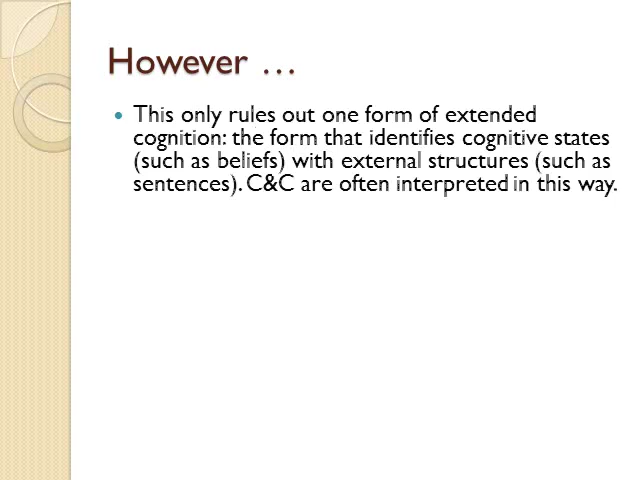 However …
This only rules out one form of extended
cognition: the form that identifies cognitive states
(such as beliefs) with external structures (such as
sentences). C&C are often interpreted in this way.